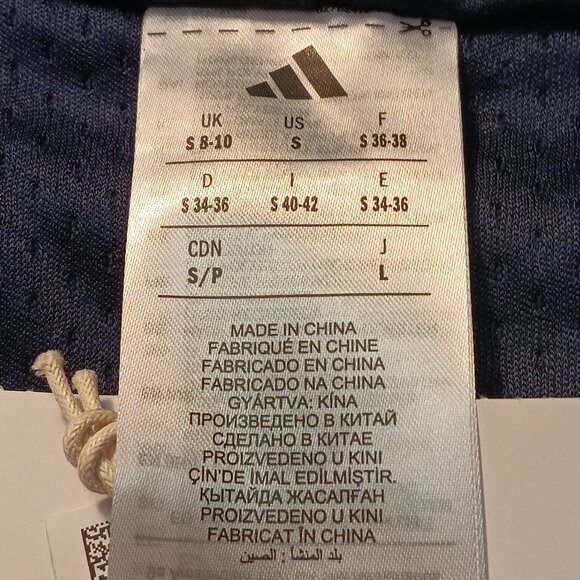 UK US F
S 8-10 S S 36-38
D I E
S 34-36 S 40-42 S 34-36
CDN J
S/P L
MADE IN CHINA
FABRIQUÉ EN CHINE
FABRICADO EN CHINA
FABRICADO NA CHINA
GYÁRTVA: KÍNA
ПРОИЗВЕДЕНО В КИТАЙ
СДЕЛАНО В КИТАЕ
PROIZVEDENO U KINI
ÇİN'DE İMAL EDİLMİŞTİR.
ҚЫТАЙДА ЖАСАЛҒАН
PROIZVEDENO U KINI
FABRICAT ÎN CHINA
بلد المنشأ : الصين